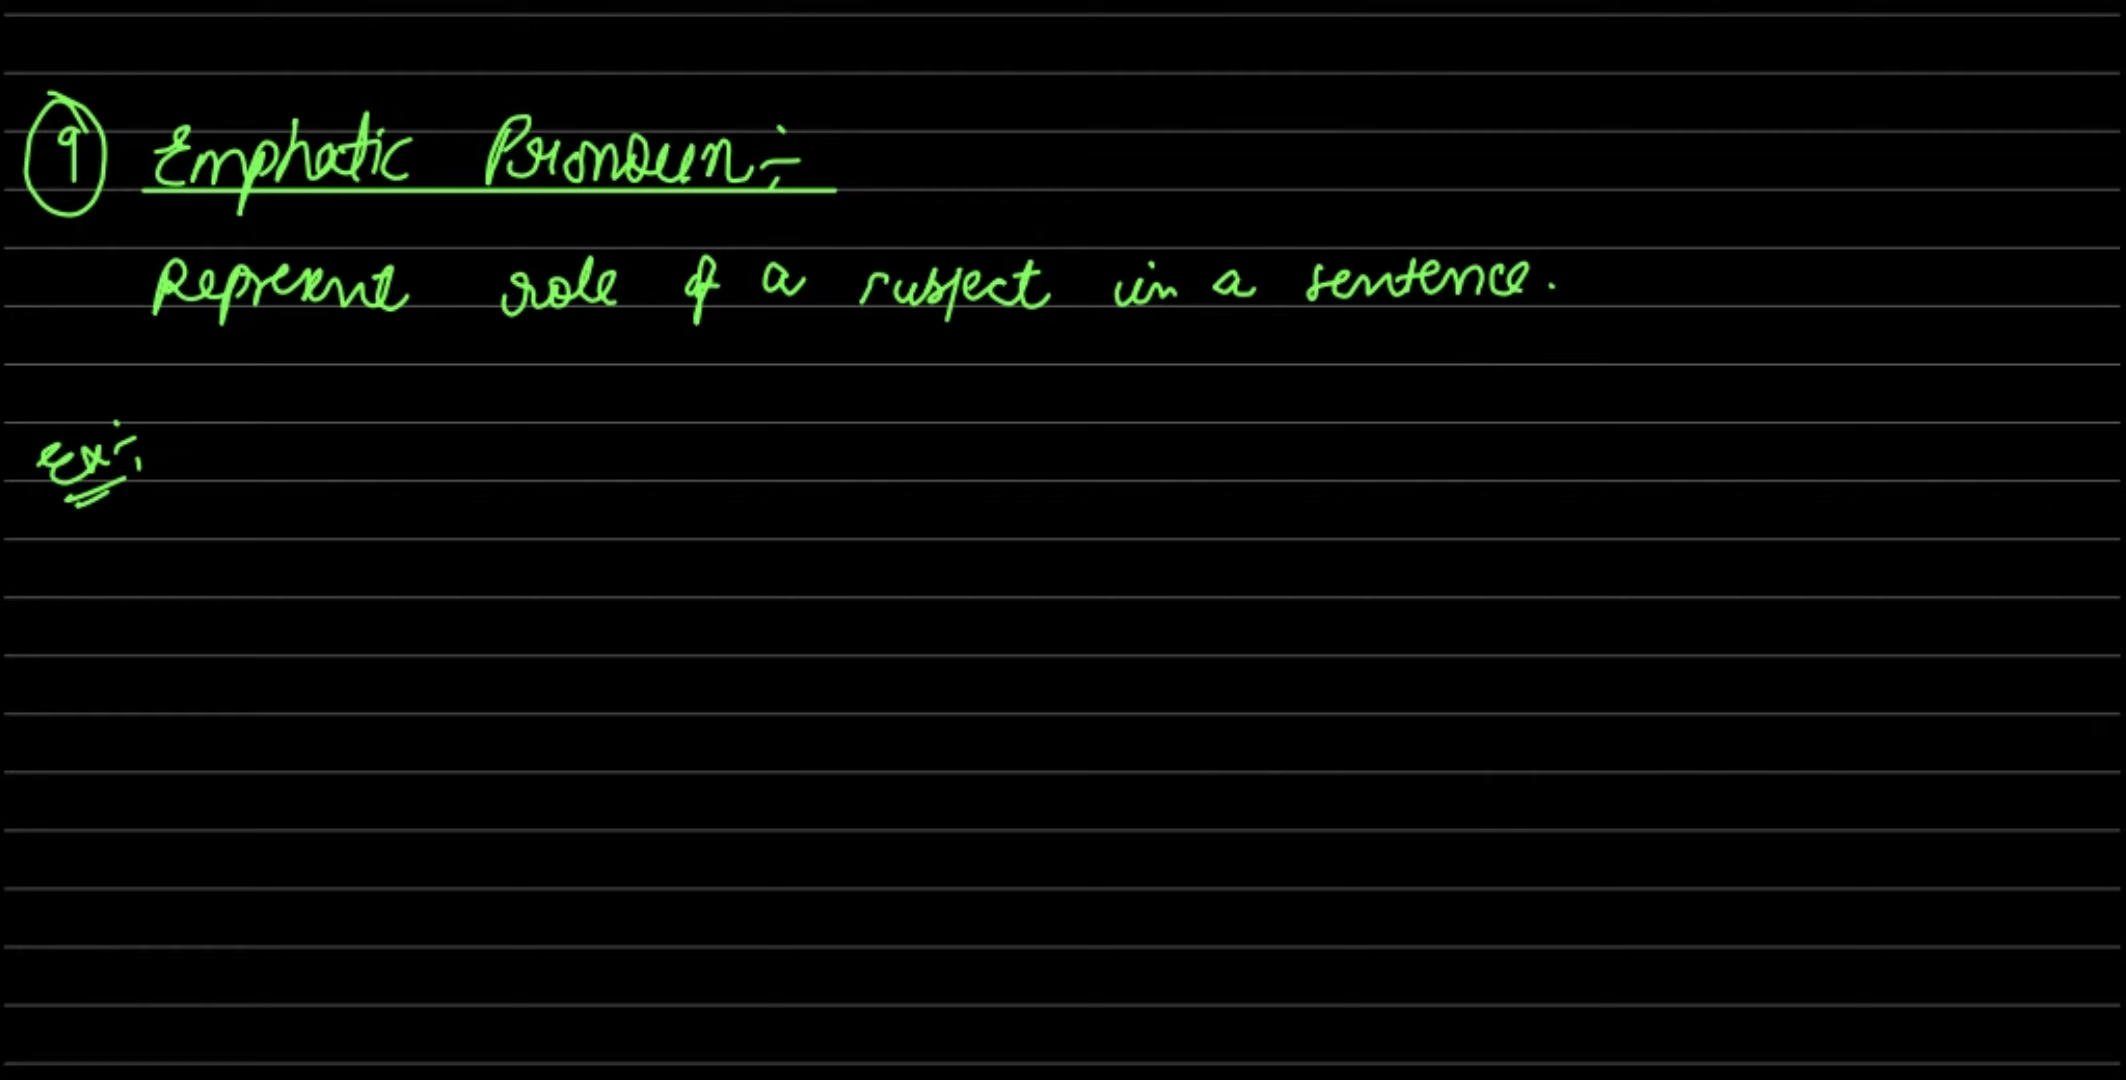 9 Emphatic Pronoun:-
Represent role of a subject in a sentence.
Ex:-